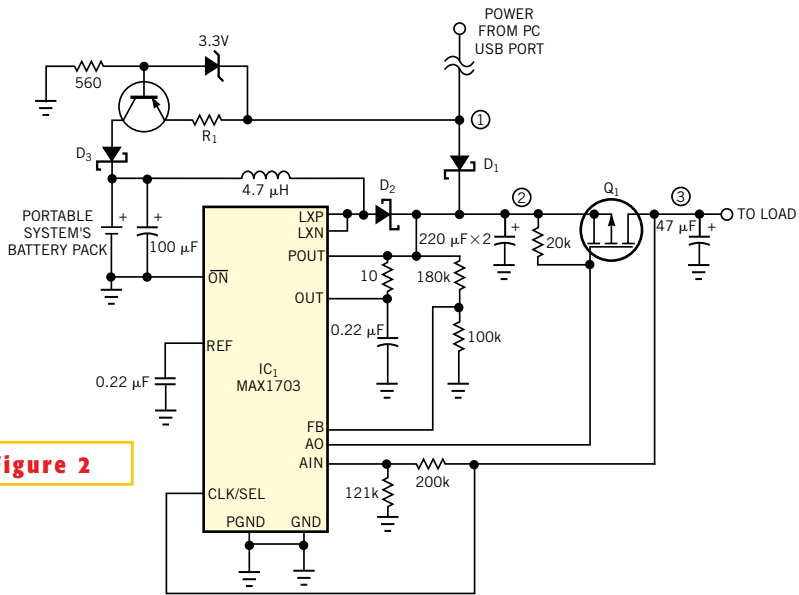 POWER
FROM PC
USB PORT
3.3V
560
R1
1
D3
D1
4.7 µH
D2
2
Q1
3
TO LOAD
PORTABLE
SYSTEM'S
BATTERY PACK
+
+
100 µF
LXP
LXN
220 µF×2
+
20k
47 µF
+
POUT
10
180k
ON
OUT
0.22 µF
100k
REF
IC1
MAX1703
0.22 µF
FB
AO
AIN
igure 2
121k
200k
CLK/SEL
PGND
GND